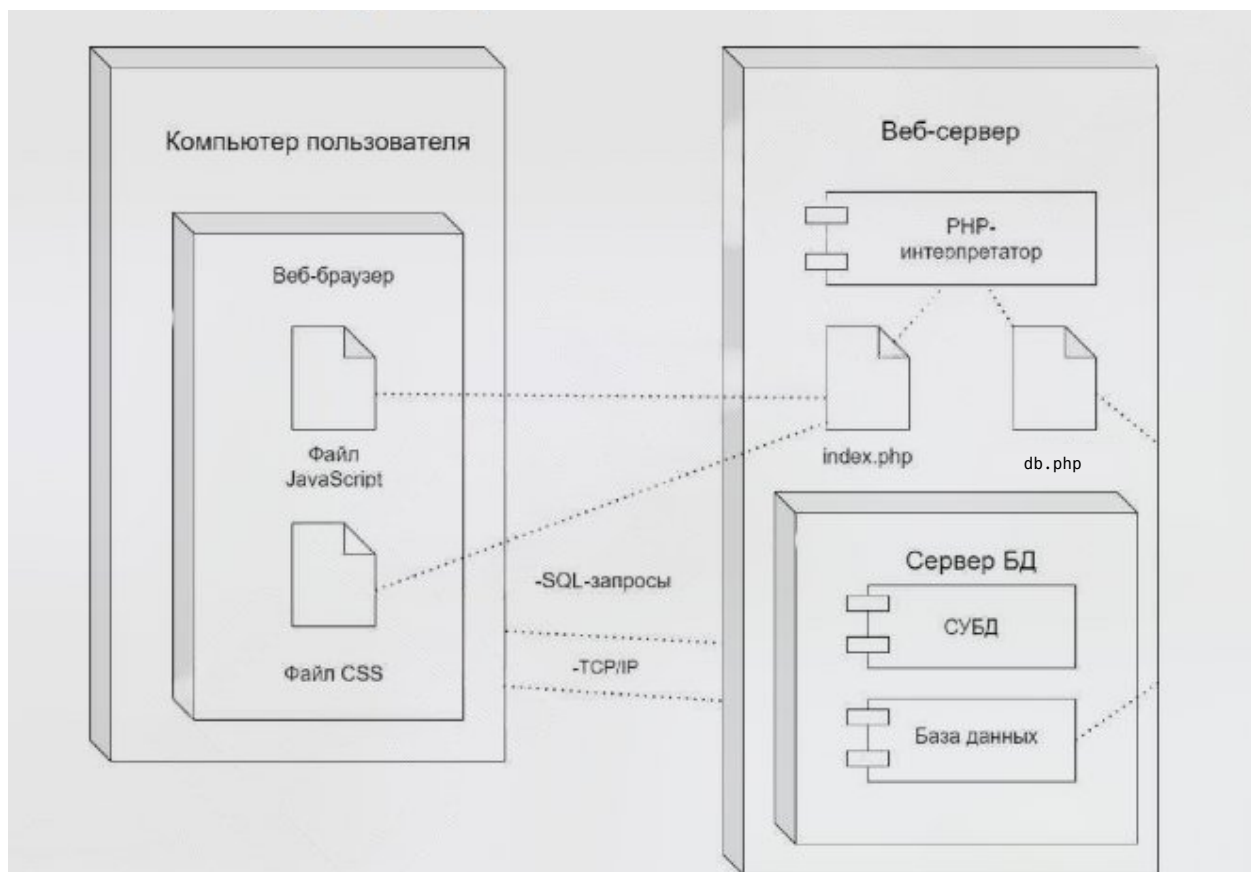 Компьютер пользователя
Веб-браузер
Файл
JavaScript
Файл CSS
-SQL-запросы
-TCP/IP
Веб-сервер
PHP-
интерпретатор
index.php
db.php
Сервер БД
СУБД
База данных